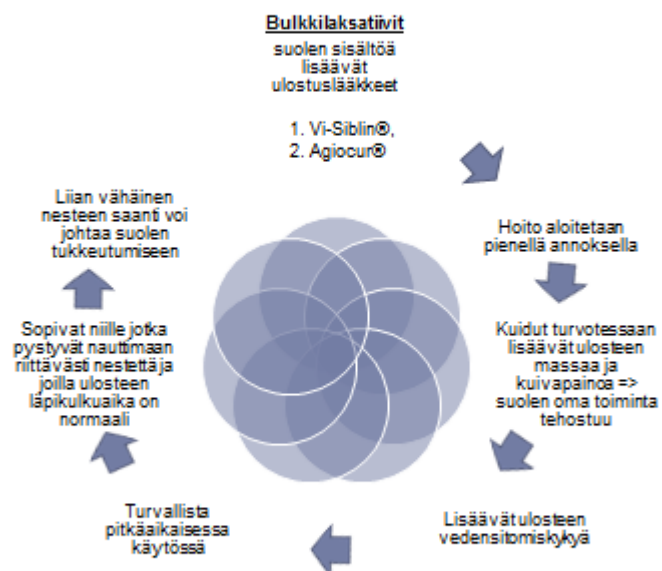 Bulkkilaksatiivit
suolen sisältöä
lisäävät
ulostuslääkkeet
1. Vi-Siblin®,
2. Agiocur®
Hoito aloitetaan
pienellä annoksella
Kuidut turvotessaan
lisäävät ulosteen
massaa ja
kuivapainoa =>
suolen oma toiminta
tehostuu
Lisäävät ulosteen
vedensitomiskykyä
Turvallista
pitkäaikaisessa
käytössä
Sopivat niille jotka
pystyvät nauttimaan
riittävästi nestettä ja
joilla ulosteen
läpikulkuaika on
normaali
Liian vähäinen
nesteen saanti voi
johtaa suolen
tukkeutumiseen